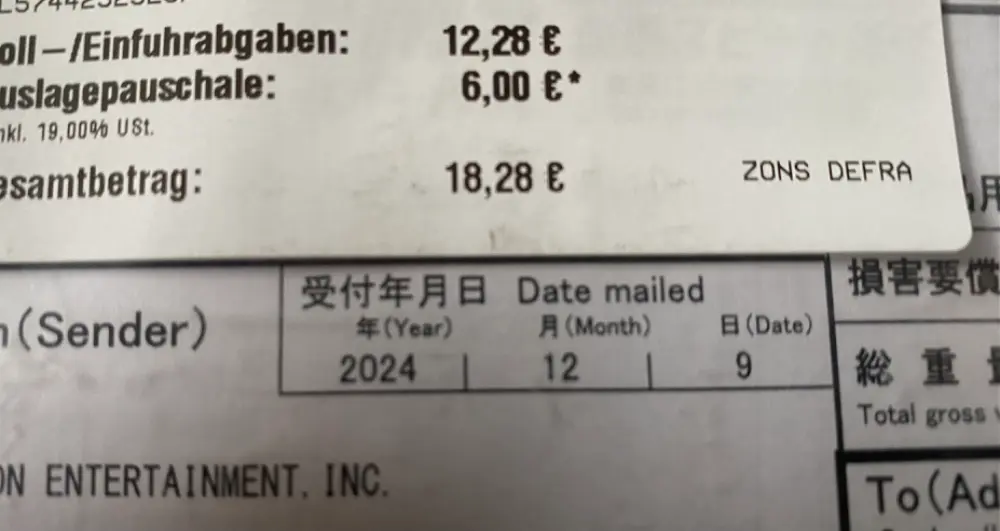 oll-/Einfuhrabgaben: 12,28 €
uslagepauschale: 6,00 €*
nkl. 19,00% USt.
esamtbetrag: 18,28 €
ZONS DEFRA
受付年月日 Date mailed
年(Year) 月(Month) 日(Date)
2024 12 9
(Sender)
損害要償
総重
Total gross
ON ENTERTAINMENT, INC.
To(Ad